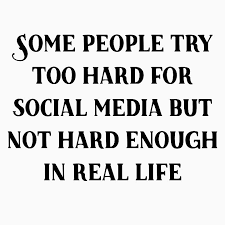 SOME PEOPLE TRY
TOO HARD FOR
SOCIAL MEDIA BUT
NOT HARD ENOUGH
IN REAL LIFE